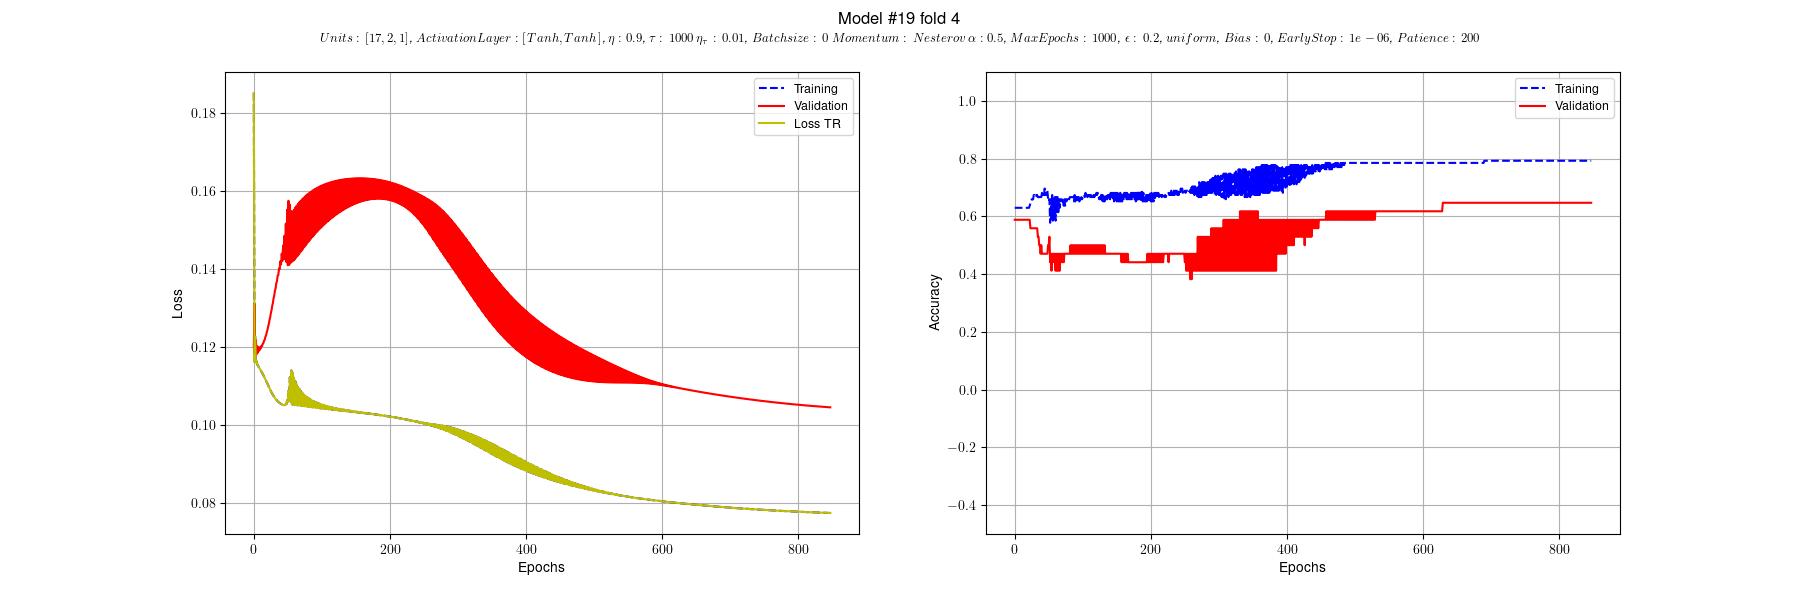 Model #19 fold 4
Units : [17, 2, 1], ActivationLayer : [Tanh, Tanh], η : 0.9, τ : 1000 ητ : 0.01, Batchsize : 0 Momentum : Nesterov α : 0.5, MaxEpochs : 1000, ϵ : 0.2, uniform, Bias : 0, EarlyStop : 1e − 06, Patience : 200
Training
Validation
Loss TR
0.18
0.16
0.14
0.12
0.10
0.08
Loss
0 200 400 600 800
Epochs
Training
Validation
1.0
0.8
0.6
0.4
0.2
0.0
−0.2
−0.4
Accuracy
0 200 400 600 800
Epochs